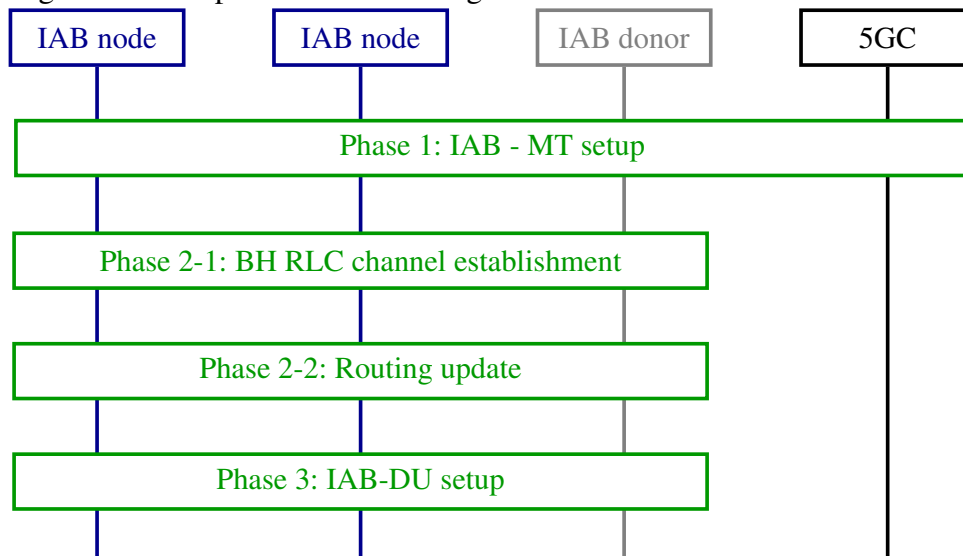 IAB node IAB node IAB donor 5GC
Phase 1: IAB - MT setup
Phase 2-1: BH RLC channel establishment
Phase 2-2: Routing update
Phase 3: IAB-DU setup